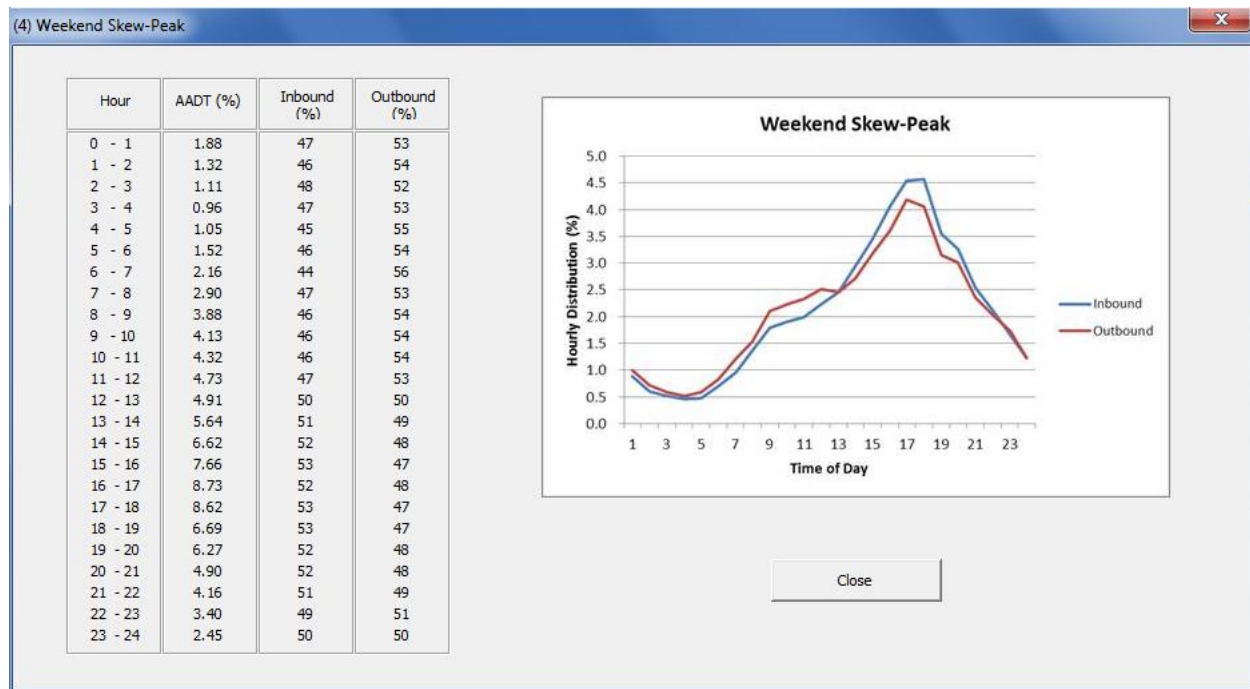 (4) Weekend Skew-Peak
X
Hour AADT (%) Inbound (%) Outbound (%)
0 - 1 1.88 47 53
1 - 2 1.32 46 54
2 - 3 1.11 48 52
3 - 4 0.96 47 53
4 - 5 1.05 45 55
5 - 6 1.52 46 54
6 - 7 2.16 44 56
7 - 8 2.90 47 53
8 - 9 3.88 46 54
9 - 10 4.13 46 54
10 - 11 4.32 46 54
11 - 12 4.73 47 53
12 - 13 4.91 50 50
13 - 14 5.64 51 49
14 - 15 6.62 52 48
15 - 16 7.66 53 47
16 - 17 8.73 52 48
17 - 18 8.62 53 47
18 - 19 6.69 53 47
19 - 20 6.27 52 48
20 - 21 4.90 52 48
21 - 22 4.16 51 49
22 - 23 3.40 49 51
23 - 24 2.45 50 50
Weekend Skew-Peak
Hourly Distribution (%)
5.0
4.5
4.0
3.5
3.0
2.5
2.0
1.5
1.0
0.5
0.0
1 3 5 7 9 11 13 15 17 19 21 23
Time of Day
Inbound
Outbound
Close